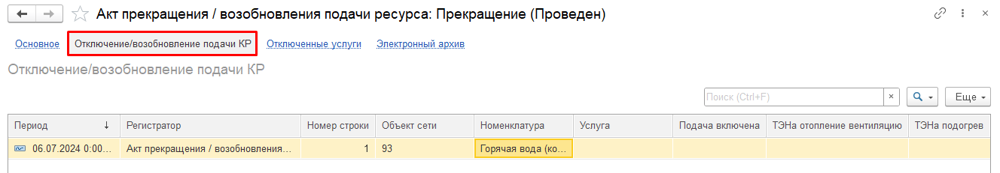 Акт прекращения / возобновления подачи ресурса: Прекращение (Проведен)
Основное Отключение/возобновление подачи КР Отключенные услуги Электронный архив
Отключение/возобновление подачи КР
Поиск (Ctrl+F) × Еще
Период ↓ Регистратор Номер строки Объект сети Номенклатура Услуга Подача включена ТЭНа отопление вентиляцию ТЭНа подогрев
06.07.2024 0:00... Акт прекращения / возобновления... 1 93 Горячая вода (ко...